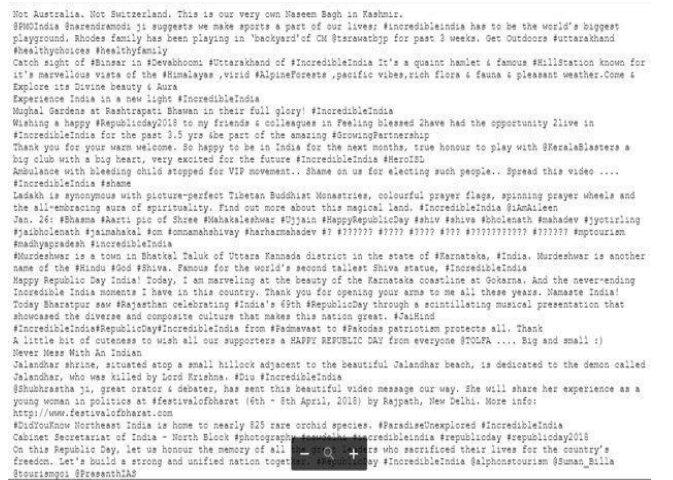 Not Australia. Not Switzerland. This is our very own Naseem Bagh in Kashmir.
@PMOIndia @narendramodi ji suggests we make sports a part of our lives; #incredibleindia has to be the world's biggest
playground. Rhodes family has been playing in 'backyard'of CM @tsrawatbjp for past 3 weeks. Get Outdoors #uttarakhand
#healthychoices #healthyfamily
Catch sight of #Binsar in #Devabhoomi #Uttarakhand of #IncredibleIndia It's a quaint hamlet & famous #HillStation known for
it's marvellous vista of the #Himalayas ,virid #AlpineForests ,pacific vibes,rich flora & fauna & pleasant weather.Come &
Explore its Divine beauty & Aura
Experience India in a new light #IncredibleIndia
Mughal Gardens at Rashtrapati Bhawan in their full glory! #IncredibleIndia
Wishing a happy #Republicday2018 to my friends & colleagues in Feeling blessed 2have had the opportunity 2live in
#IncredibleIndia for the past 3.5 yrs &be part of the amazing #GrowingPartnership
Thank you for your warm welcome. So happy to be in India for the next months, true honour to play with @KeralaBlasters a
big club with a big heart, very excited for the future #IncredibleIndia #HeroISL
Ambulance with bleeding child stopped for VIP movement.. Shame on us for electing such people.. Spread this video ....
#IncredibleIndia #shame
Ladakh is synonymous with picture-perfect Tibetan Buddhist Monastries, colourful prayer flags, spinning prayer wheels and
the all-embracing aura of spirituality. Find out more about this magical land. #IncredibleIndia @iAmAileen
Jan. 26: #Bhasma #Aarti pic of Shree #Mahakaleshwar #Ujjain #HappyRepublicDay #shiv #shiva #bholenath #mahadev #jyotirling
#jaibholenath #jaimahakal #om #omnamahshivay #harharmahadev #? #?????? #???? #???? #??? #??????????? #?????? #mptourism
#madhyapradesh #incredibleindia
#Murdeshwar is a town in Bhatkal Taluk of Uttara Kannada district in the state of #Karnataka, #India. Murdeshwar is another
name of the #Hindu #God #Shiva. Famous for the world's second tallest Shiva statue, #IncredibleIndia
Happy Republic Day India! Today, I am marveling at the beauty of the Karnataka coastline at Gokarna. And the never-ending
Incredible India moments I have in this country. Thank you for opening your arms to me all these years. Namaste India!
Today Bharatpur saw #Rajasthan celebrating #India's 69th #RepublicDay through a scintillating musical presentation that
showcased the diverse and composite culture that makes this nation great. #JaiHind
#IncredibleIndia#RepublicDay#IncredibleIndia from #Padmavaat to #Pakodas patriotism protects all. Thank
A little bit of cuteness to wish all our supporters a HAPPY REPUBLIC DAY from everyone @TOLFA .... Big and small :)
Never Mess With An Indian
Jalandhar shrine, situated atop a small hillock adjacent to the beautiful Jalandhar beach, is dedicated to the demon called
Jalandhar, who was killed by Lord Krishna. #Diu #IncredibleIndia
@Shubhrastha ji, great orator & debater, has sent this beautiful video message our way. She will share her experience as a
young woman in politics at #festivalofbharat (6th - 8th April, 2018) by Rajpath, New Delhi. More info:
http://www.festivalofbharat.com
#DidYouKnow Northeast India is home to nearly 825 rare orchid species. #ParadiseUnexplored #IncredibleIndia
Cabinet Secretariat of India - North Block #photography #newdelhi #incredibleindia #republicday #republicday2018
On this Republic Day, let us honour the memory of all the great leaders who sacrificed their lives for the country's
freedom. Let's build a strong and unified nation together. #RepublicDay #IncredibleIndia @alphonstourism @Suman_Billa
@tourismgoi @PrasanthIAS